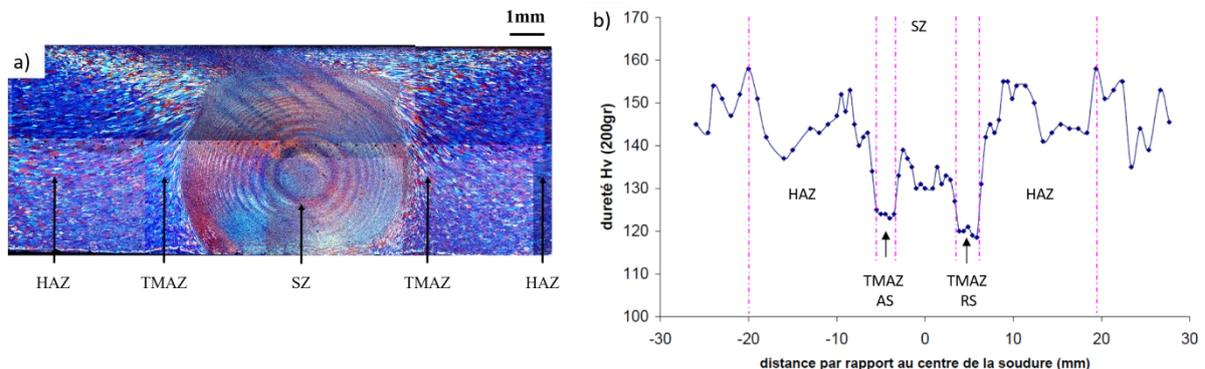 1mm
a)
HAZ
TMAZ
SZ
TMAZ
HAZ
b)
170
160
150
140
130
120
110
100
dureté Hv (200gr)
SZ
HAZ
HAZ
TMAZ
AS
TMAZ
RS
-30
-20
-10
0
10
20
30
distance par rapport au centre de la soudure (mm)